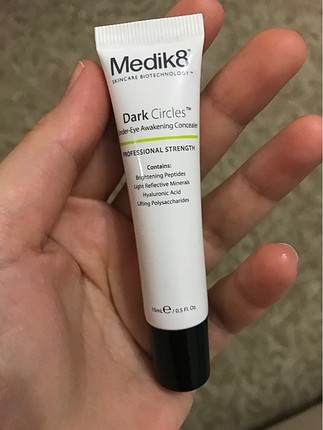 Medik8
SKINCARE BIOTECHNOLOGY™
Dark Circles™
Under-Eye Awakening Concealer
PROFESSIONAL STRENGTH
Contains:
Brightening Peptides
Light Reflective Minerals
Hyaluronic Acid
Lifting Polysaccharides
15mL℮ / 0.5 Fl. Oz.